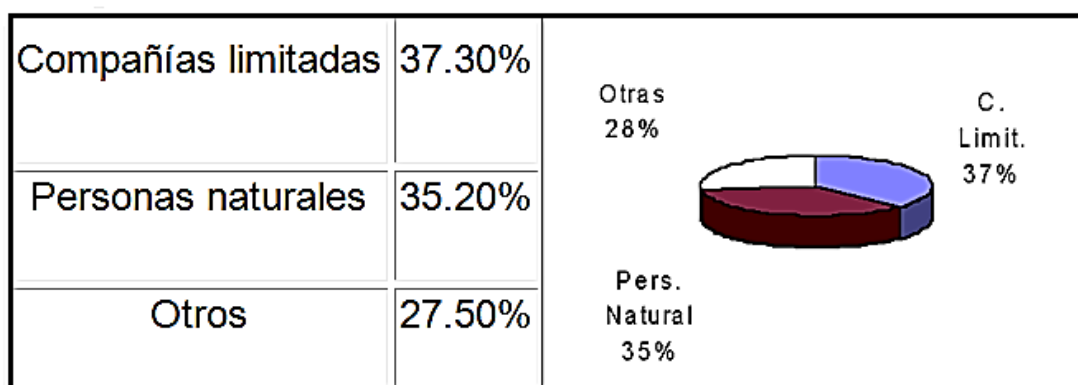 Compañías limitadas 37.30%
Personas naturales 35.20%
Otros 27.50%
Otras
28%
C.
Limit.
37%
Pers.
Natural
35%